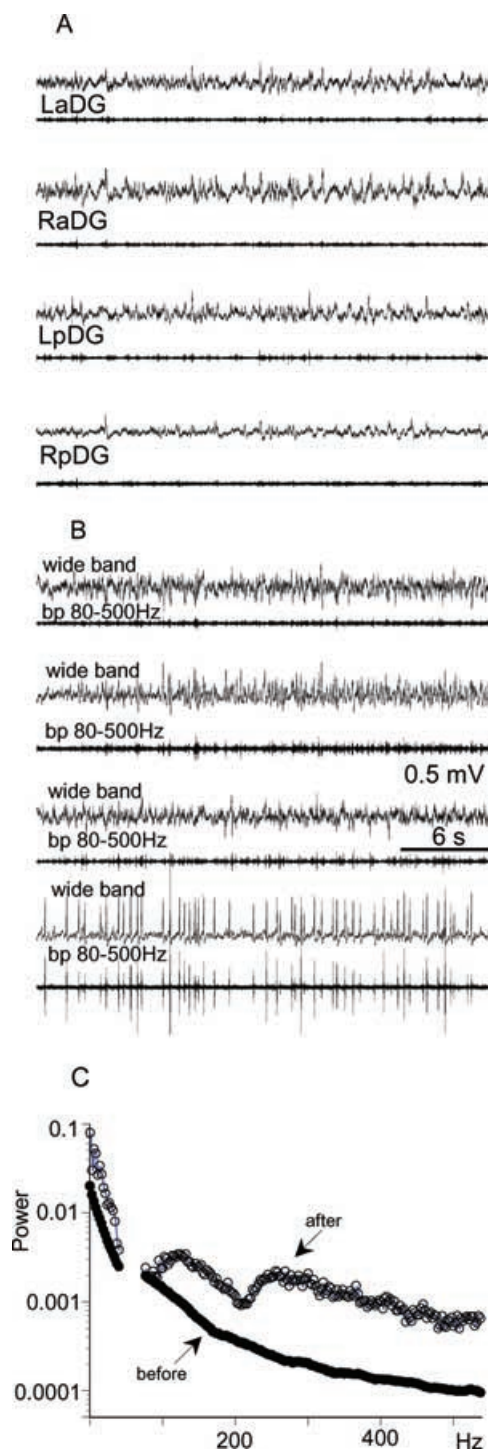 A
LaDG
RaDG
LpDG
RpDG
B
wide band
bp 80-500Hz
wide band
bp 80-500Hz
0.5 mV
wide band
6 s
bp 80-500Hz
wide band
bp 80-500Hz
C
0.1
0.01
0.001
0.0001
Power
after
before
200
400
Hz